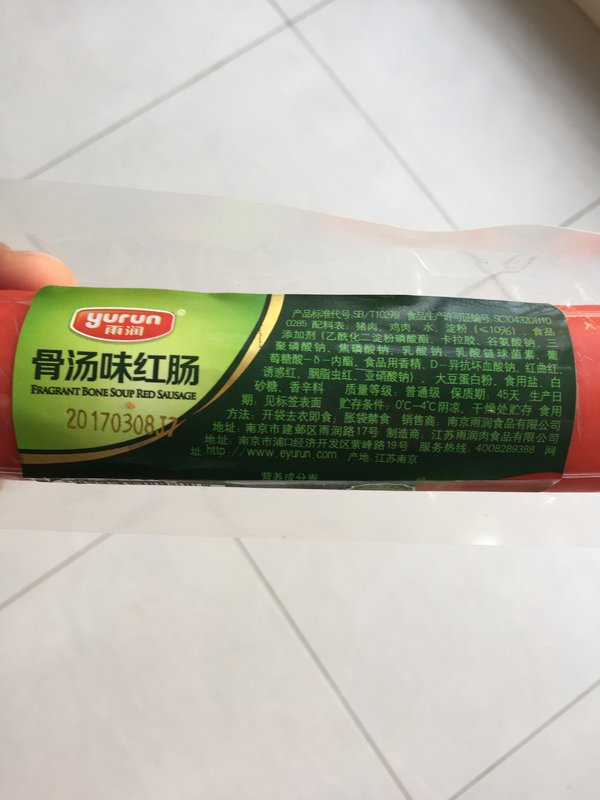 yurun
雨润
骨汤味红肠
FRAGRANT BONE SOUP RED SAUSAGE
20170308J7
产品标准代号:SB/T10279 食品生产许可证编号:SC10432011110
0285 配料表:猪肉、鸡肉、水、淀粉(≤10%)、食品
添加剂(乙酰化二淀粉磷酸酯、卡拉胶、谷氨酸钠、三
聚磷酸钠、焦磷酸钠、乳酸钠、乳酸链球菌素、葡
萄糖酸-δ-内酯、食品用香精、D-异抗坏血酸钠、红曲红、
诱惑红、胭脂虫红、亚硝酸钠)、大豆蛋白粉、食用盐、白
砂糖、香辛料 质量等级:普通级 保质期:45天 生产日
期:见标签表面 贮存条件:0℃-4℃阴凉、干燥处贮存 食用
方法:开袋去衣即食,胀袋禁食 销售商:南京雨润食品有限公司
地址:南京市建邺区雨润路17号 制造商:江苏雨润肉食品有限公司
地址:南京市浦口经济开发区紫峰路19号 服务热线:4008289388 网
址:http://www.eyurun.com 产地:江苏南京
营养成分表